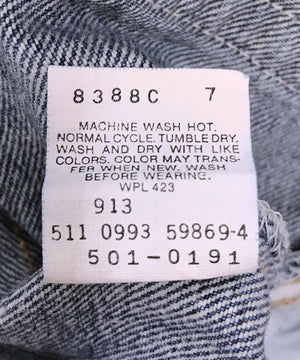 8388C 7
MACHINE WASH HOT.
NORMAL CYCLE. TUMBLE DRY.
WASH AND DRY WITH LIKE
COLORS. COLOR MAY TRANS-
FER WHEN NEW. WASH
BEFORE WEARING.
WPL 423
913
511 0993 59869-4
501-0191